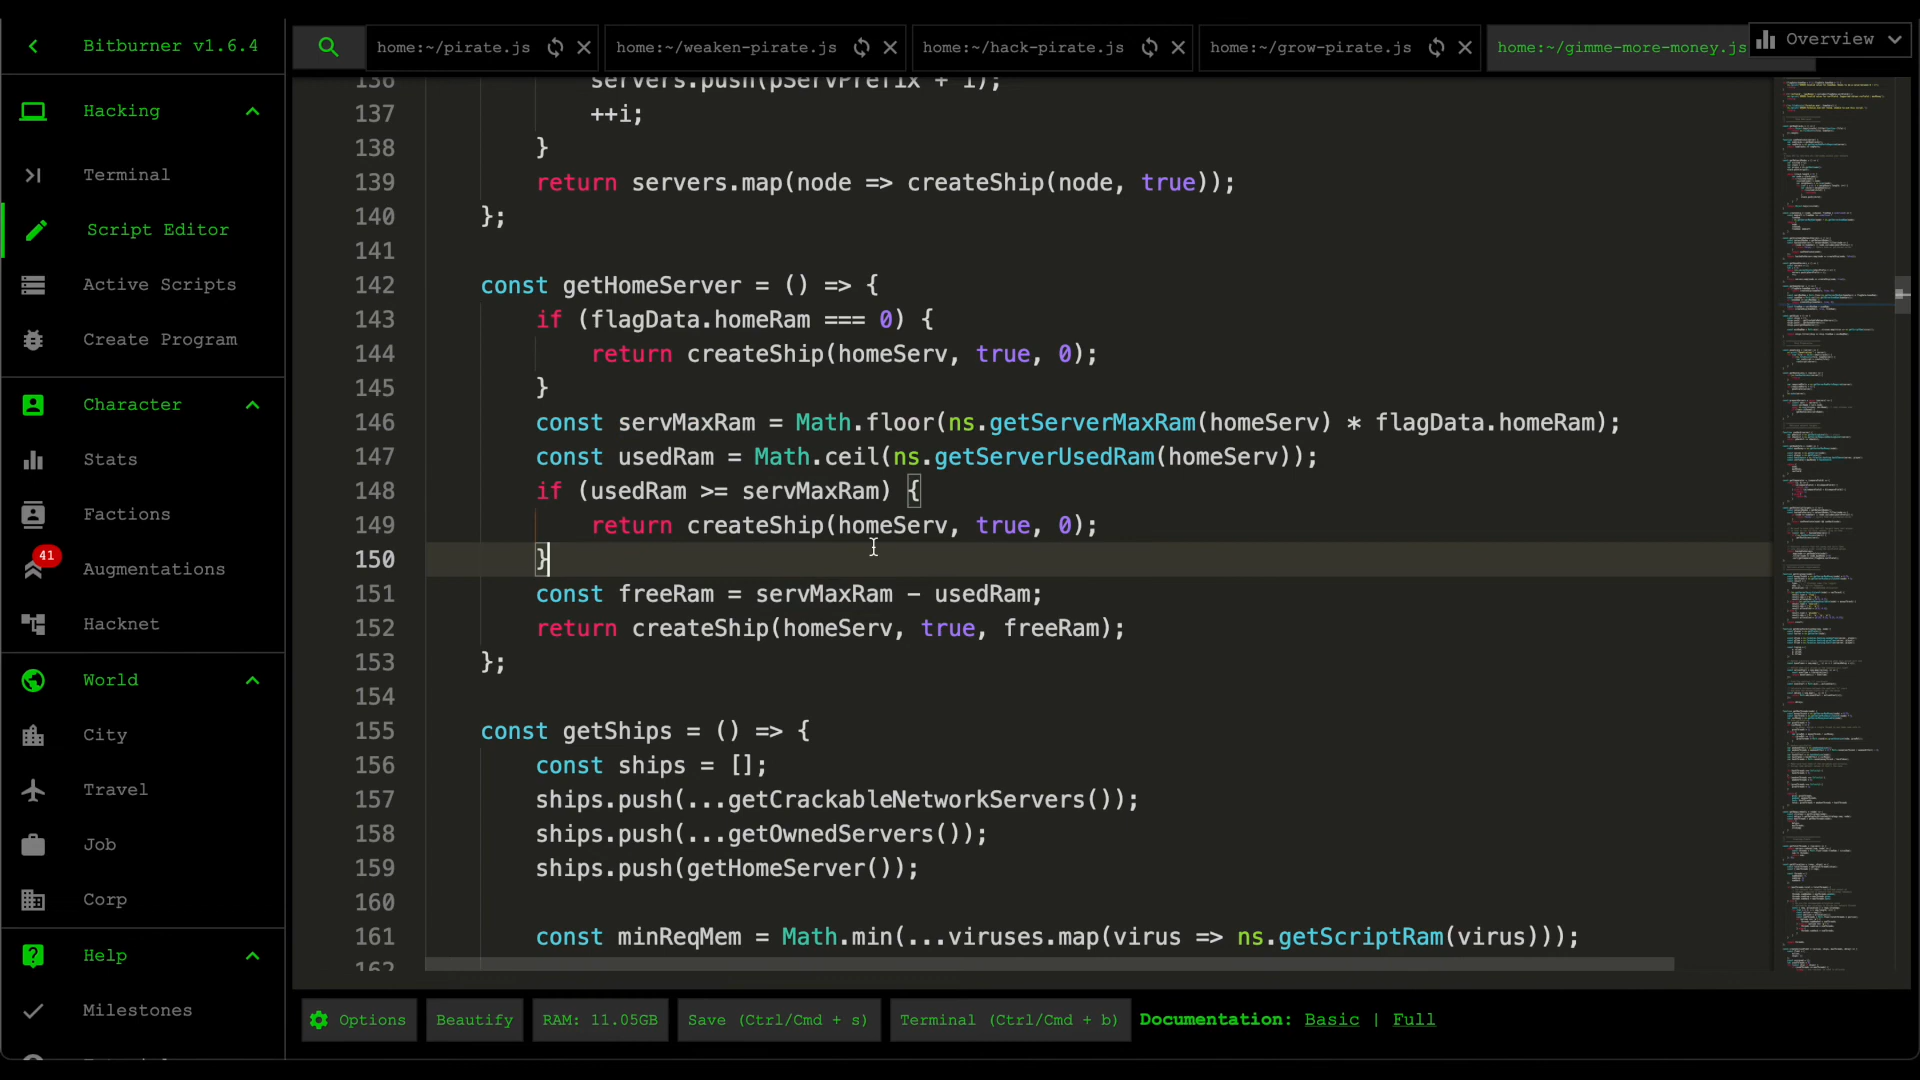 Bitburner v1.6.4
Hacking
Terminal
Script Editor
Active Scripts
Create Program
Character
Stats
Factions
41
Augmentations
Hacknet
World
City
Travel
Job
Corp
Help
Milestones
home:~/pirate.js
home:~/weaken-pirate.js
home:~/hack-pirate.js
home:~/grow-pirate.js
home:~/gimme-more-money.js
Overview
136 servers.push(pServPrefix + i);
137 ++i;
138 }
139 return servers.map(node => createShip(node, true));
140 };
141
142 const getHomeServer = () => {
143 if (flagData.homeRam === 0) {
144 return createShip(homeServ, true, 0);
145 }
146 const servMaxRam = Math.floor(ns.getServerMaxRam(homeServ) * flagData.homeRam);
147 const usedRam = Math.ceil(ns.getServerUsedRam(homeServ));
148 if (usedRam >= servMaxRam) {
149 return createShip(homeServ, true, 0);
150 }
151 const freeRam = servMaxRam - usedRam;
152 return createShip(homeServ, true, freeRam);
153 };
154
155 const getShips = () => {
156 const ships = [];
157 ships.push(...getCrackableNetworkServers());
158 ships.push(...getOwnedServers());
159 ships.push(getHomeServer());
160
161 const minReqMem = Math.min(...viruses.map(virus => ns.getScriptRam(virus)));
162
Options
Beautify
RAM: 11.05GB
Save (Ctrl/Cmd + s)
Terminal (Ctrl/Cmd + b)
Documentation: Basic | Full